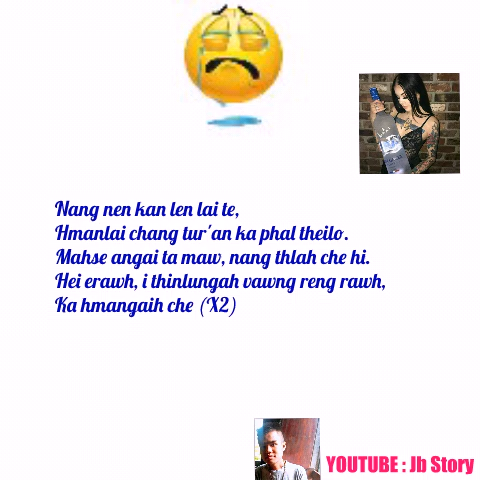 Nang nen kan len lai te,
Hmanlai chang tur'an ka phal theilo.
Mahse angai ta maw, nang thlah che hi.
Hei erawh, i thinlungah vawng reng rawh,
Ka hmangaih che (X2)
YOUTUBE : Jb Story